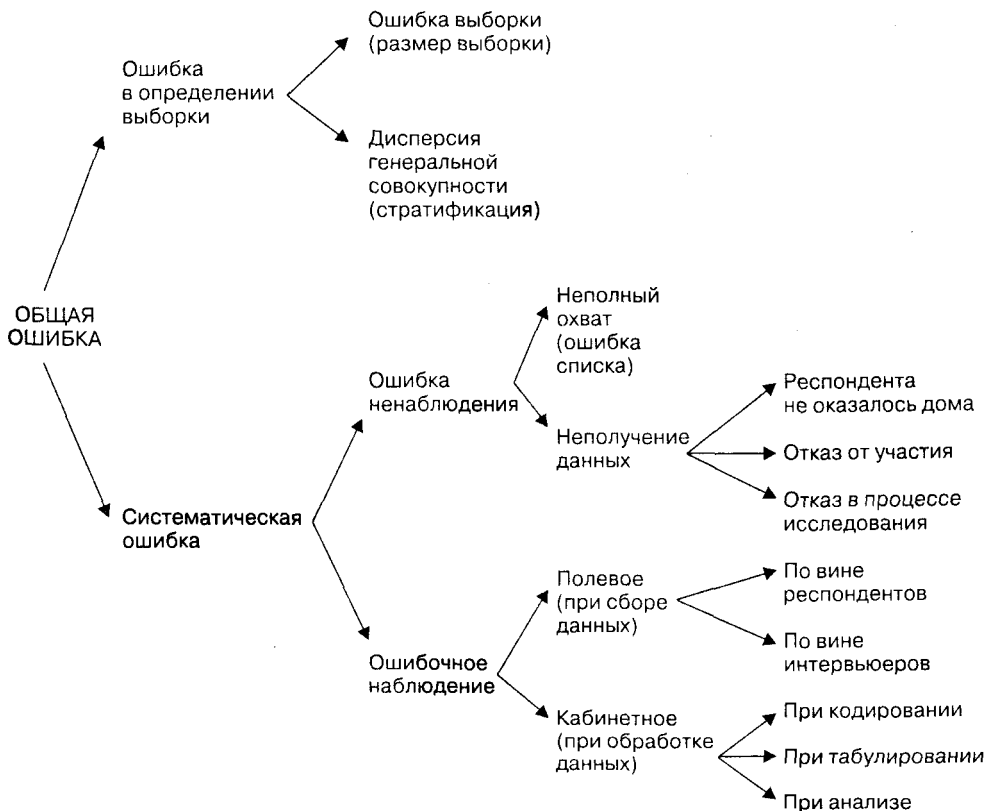 Ошибка выборки
(размер выборки)
Ошибка
в определении
выборки
Дисперсия
генеральной
совокупности
(стратификация)
ОБЩАЯ
ОШИБКА
Неполный
охват
(ошибка
списка)
Ошибка
ненаблюдения
Респондента
не оказалось дома
Неполучение
данных
Отказ от участия
Отказ в процессе
исследования
Систематическая
ошибка
Полевое
(при сборе
данных)
По вине
респондентов
По вине
интервьюеров
Ошибочное
наблюдение
Кабинетное
(при обработке
данных)
При кодировании
При табулировании
При анализе